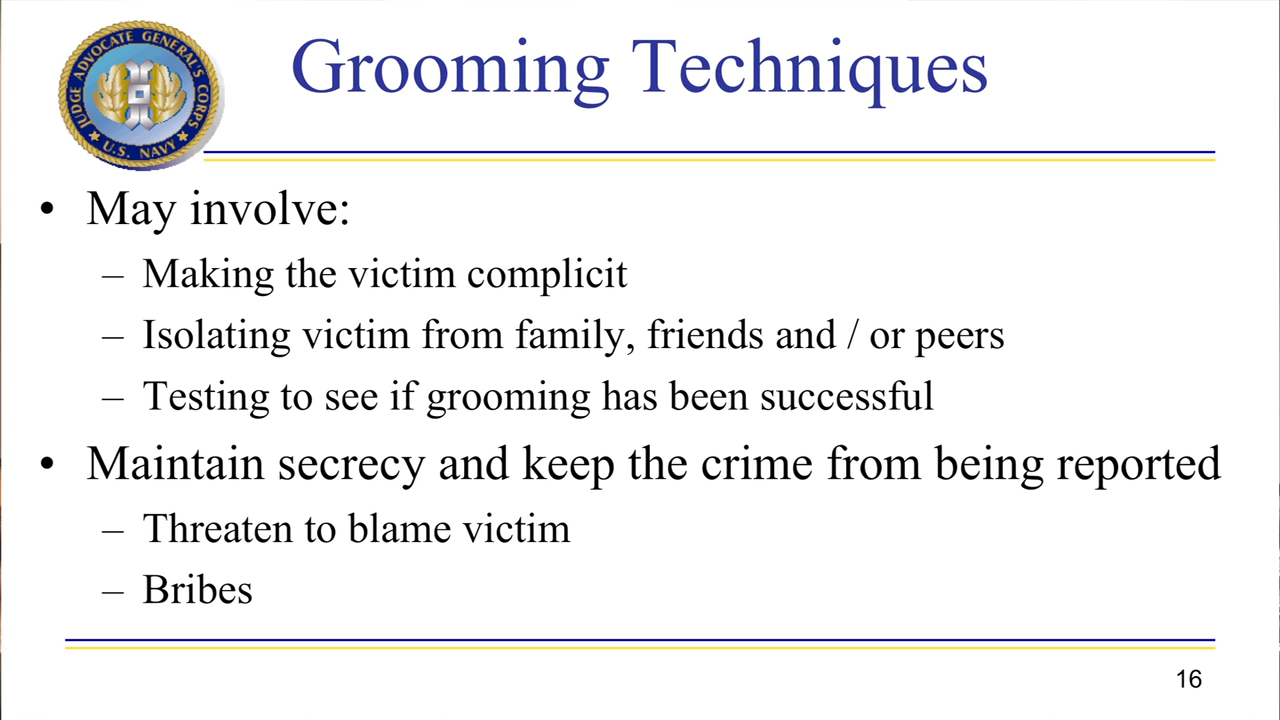 JUDGE ADVOCATE GENERAL'S CORPS
U.S. NAVY
Grooming Techniques
• May involve:
– Making the victim complicit
– Isolating victim from family, friends and / or peers
– Testing to see if grooming has been successful
• Maintain secrecy and keep the crime from being reported
– Threaten to blame victim
– Bribes
16